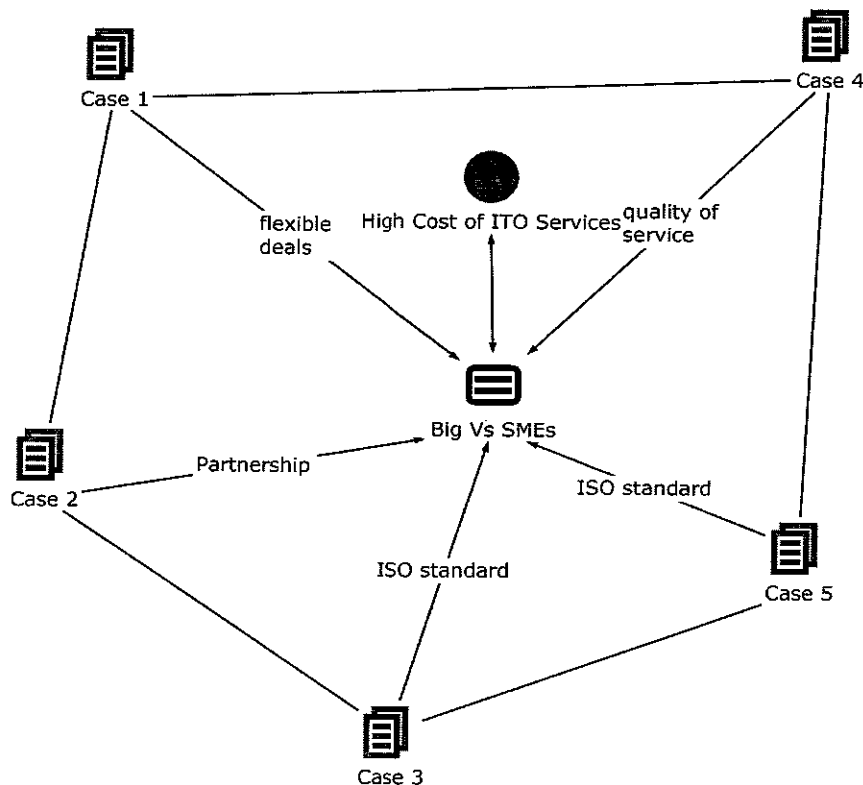 Case 1
Case 4
flexible
deals
High Cost of ITO Services
quality of
service
Big Vs SMEs
Partnership
Case 2
ISO standard
ISO standard
Case 5
Case 3